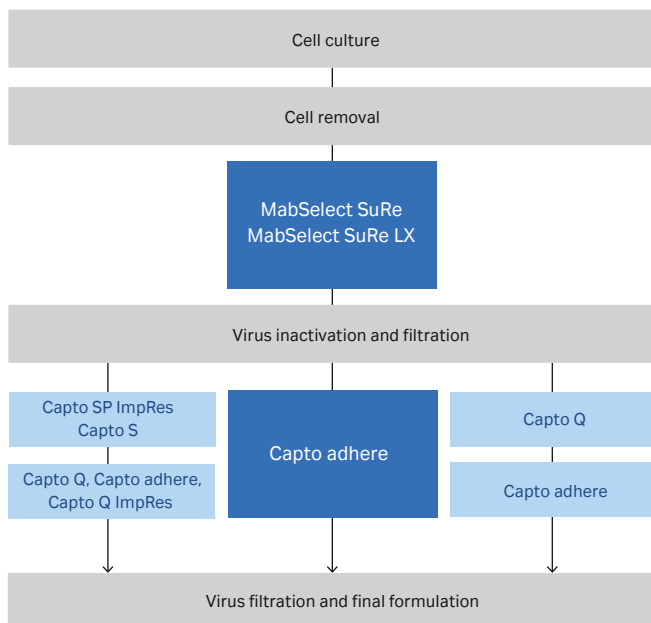 Cell culture
Cell removal
MabSelect SuRe
MabSelect SuRe LX
Virus inactivation and filtration
Capto SP ImpRes
Capto S
Capto Q, Capto adhere,
Capto Q ImpRes
Capto adhere
Capto Q
Capto adhere
Virus filtration and final formulation